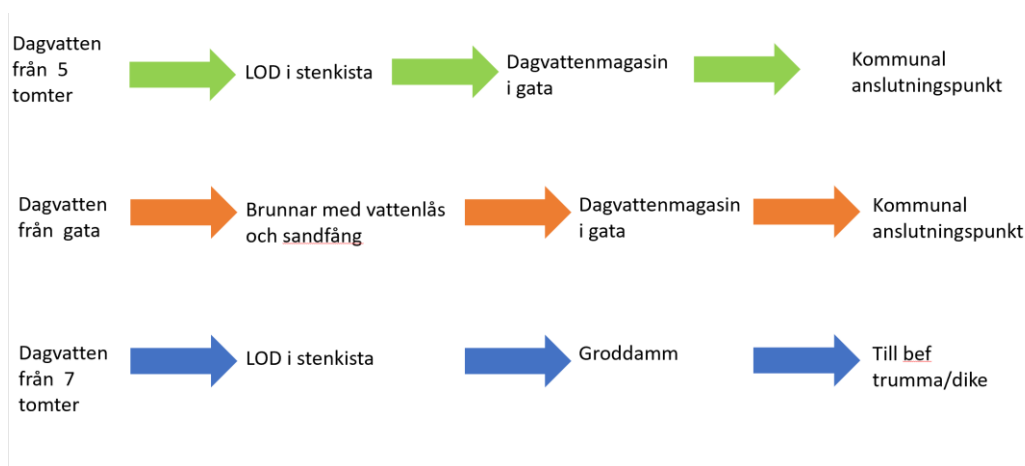 Dagvatten
från 5
tomter
LOD i stenkista
Dagvattenmagasin
i gata
Kommunal
anslutningspunkt
Dagvatten
från gata
Brunnar med vattenlås
och sandfång
Dagvattenmagasin
i gata
Kommunal
anslutningspunkt
Dagvatten
från 7
tomter
LOD i stenkista
Groddamm
Till bef
trumma/dike